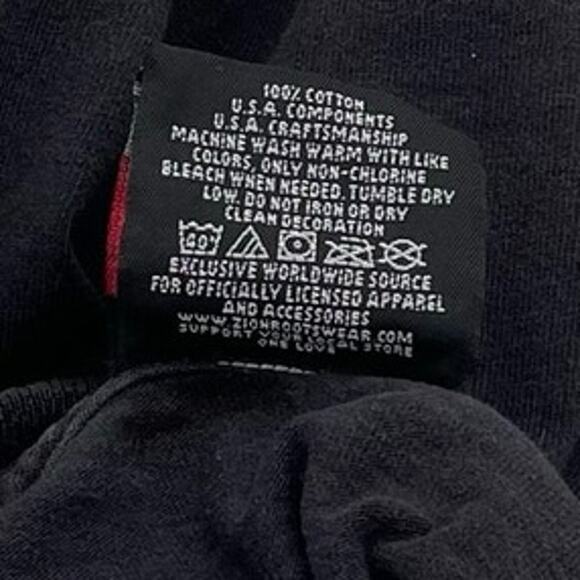 100% COTTON
U.S.A. COMPONENTS
U.S.A. CRAFTSMANSHIP
MACHINE WASH WARM WITH LIKE
COLORS, ONLY NON-CHLORINE
BLEACH WHEN NEEDED. TUMBLE DRY
LOW. DO NOT IRON OR DRY
CLEAN DECORATION
40°
EXCLUSIVE WORLDWIDE SOURCE
FOR OFFICIALLY LICENSED APPAREL
AND ACCESSORIES
WWW.ZIONROOTSWEAR.COM
SUPPORT YOUR LOCAL STORE
ONE LOVE